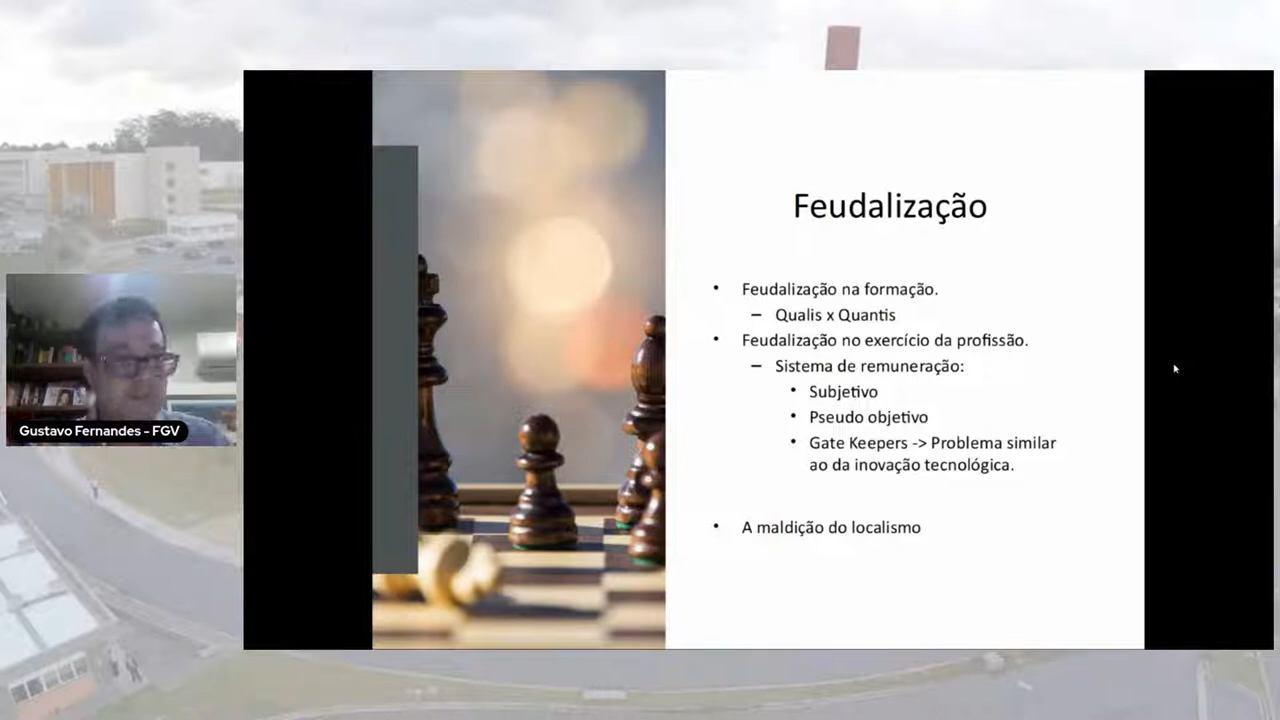 Feudalização
• Feudalização na formação.
– Qualis x Quantis
• Feudalização no exercício da profissão.
– Sistema de remuneração:
• Subjetivo
• Pseudo objetivo
• Gate Keepers -> Problema similar
ao da inovação tecnológica.
• A maldição do localismo
Gustavo Fernandes - FGV